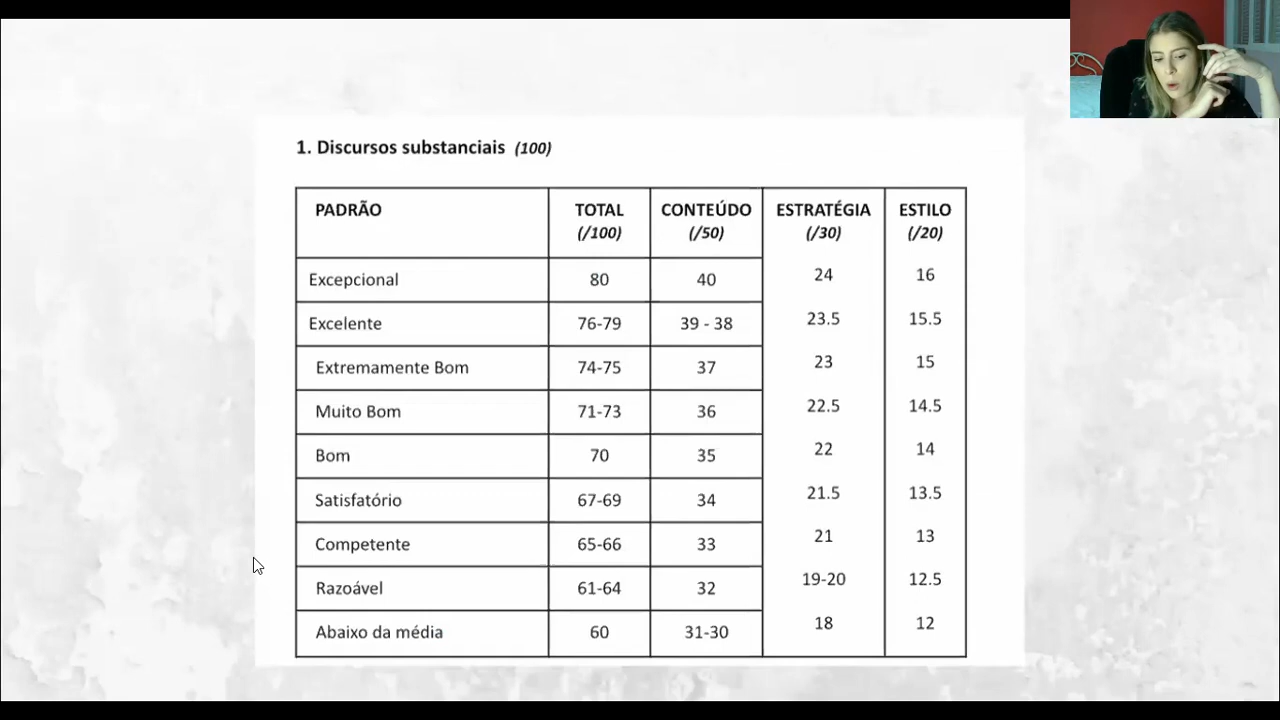 1. Discursos substanciais (100)
PADRÃO TOTAL CONTEÚDO ESTRATÉGIA ESTILO
(/100) (/50) (/30) (/20)
Excepcional 80 40 24 16
Excelente 76-79 39 - 38 23.5 15.5
Extremamente Bom 74-75 37 23 15
Muito Bom 71-73 36 22.5 14.5
Bom 70 35 22 14
Satisfatório 67-69 34 21.5 13.5
Competente 65-66 33 21 13
Razoável 61-64 32 19-20 12.5
Abaixo da média 60 31-30 18 12